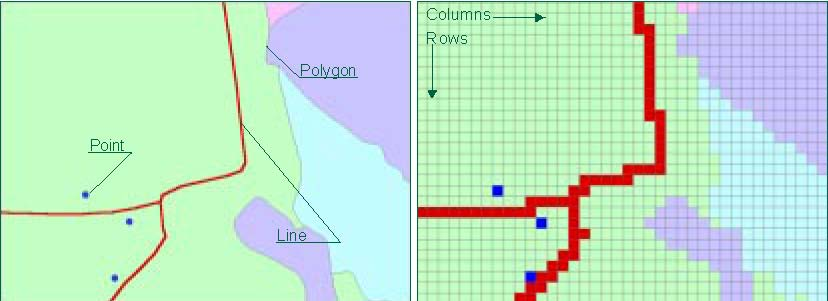 Polygon
Point
Line
Columns
Rows